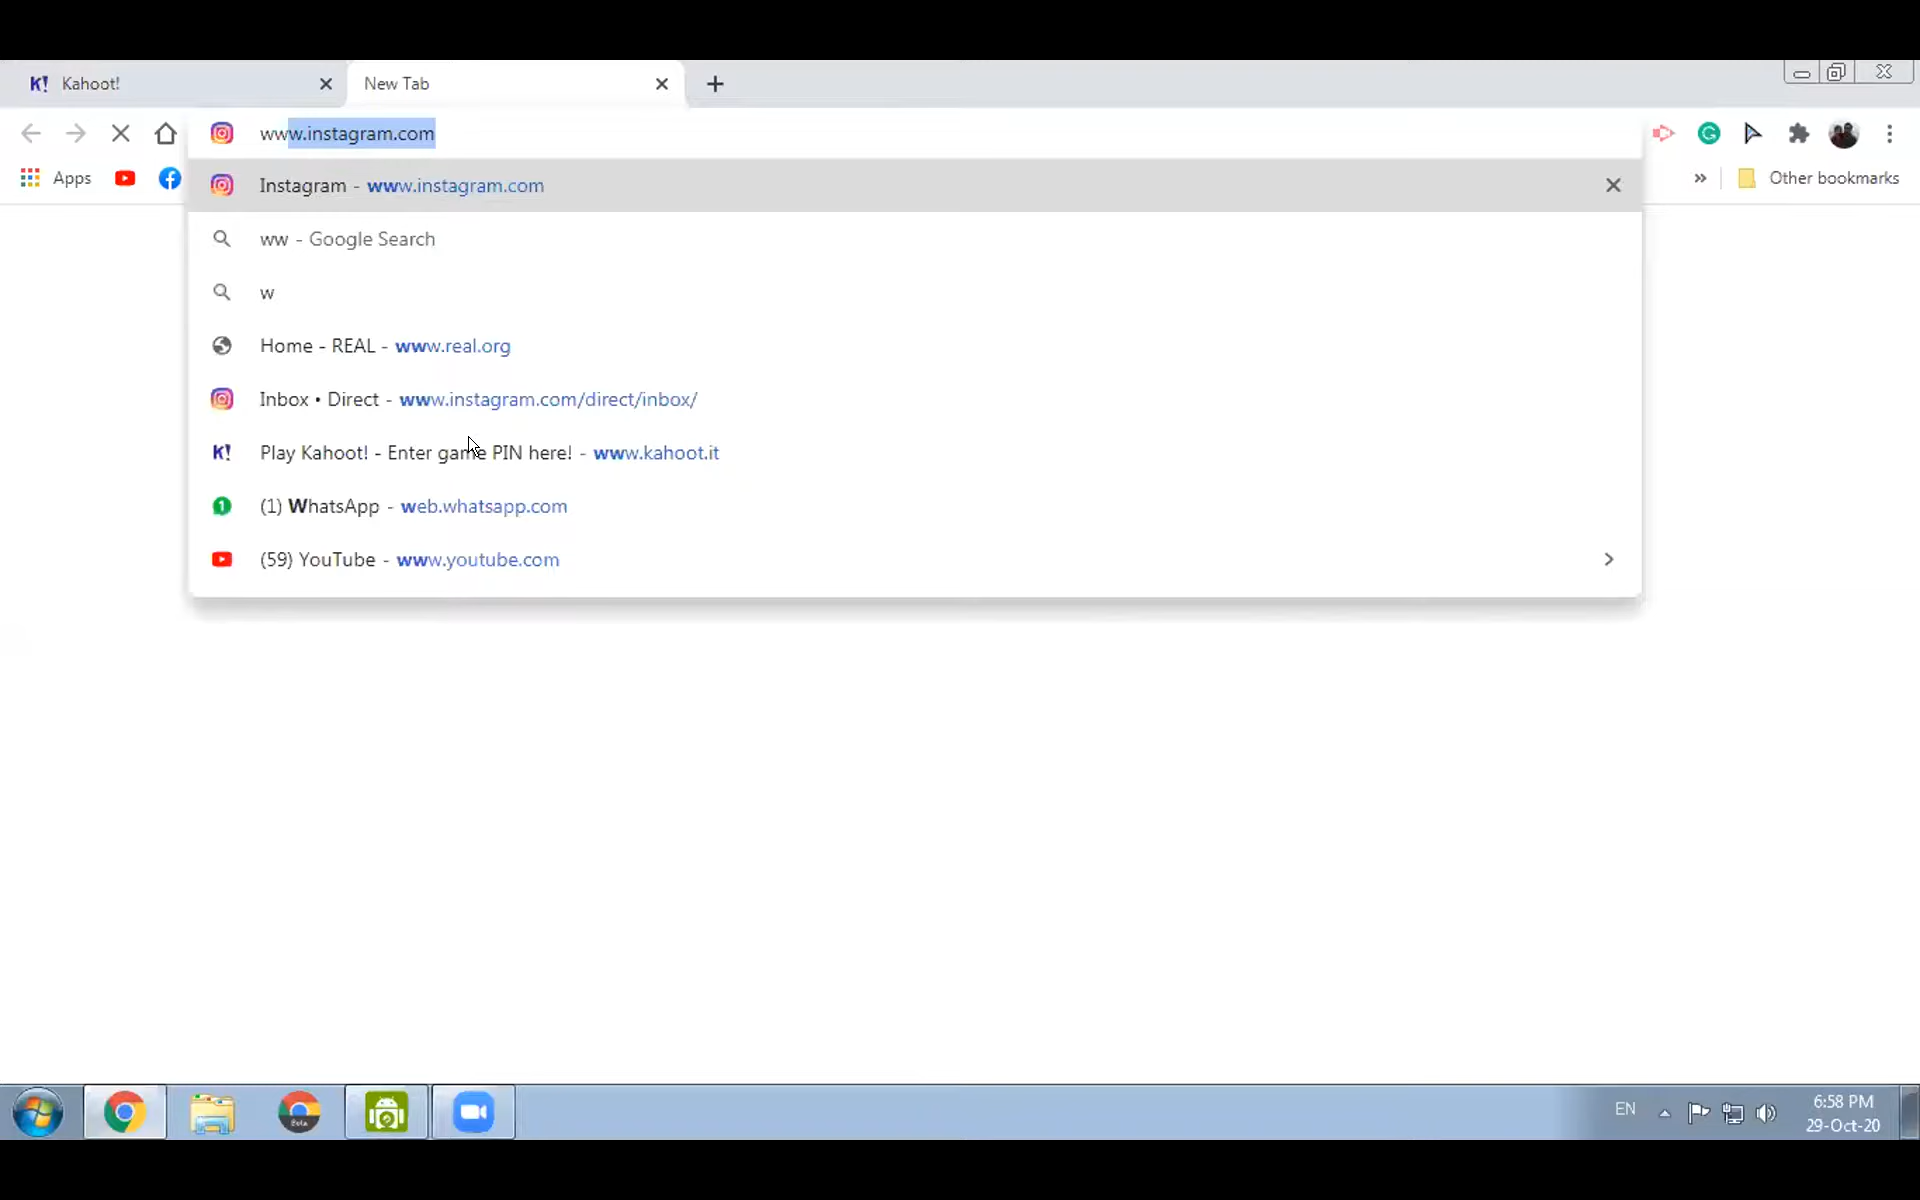 K! Kahoot!
New Tab
www.instagram.com
Apps
Other bookmarks
Instagram - www.instagram.com
ww - Google Search
w
Home - REAL - www.real.org
Inbox • Direct - www.instagram.com/direct/inbox/
K! Play Kahoot! - Enter game PIN here! - www.kahoot.it
1 (1) WhatsApp - web.whatsapp.com
(59) YouTube - www.youtube.com
Beta
EN
6:58 PM
29-Oct-20